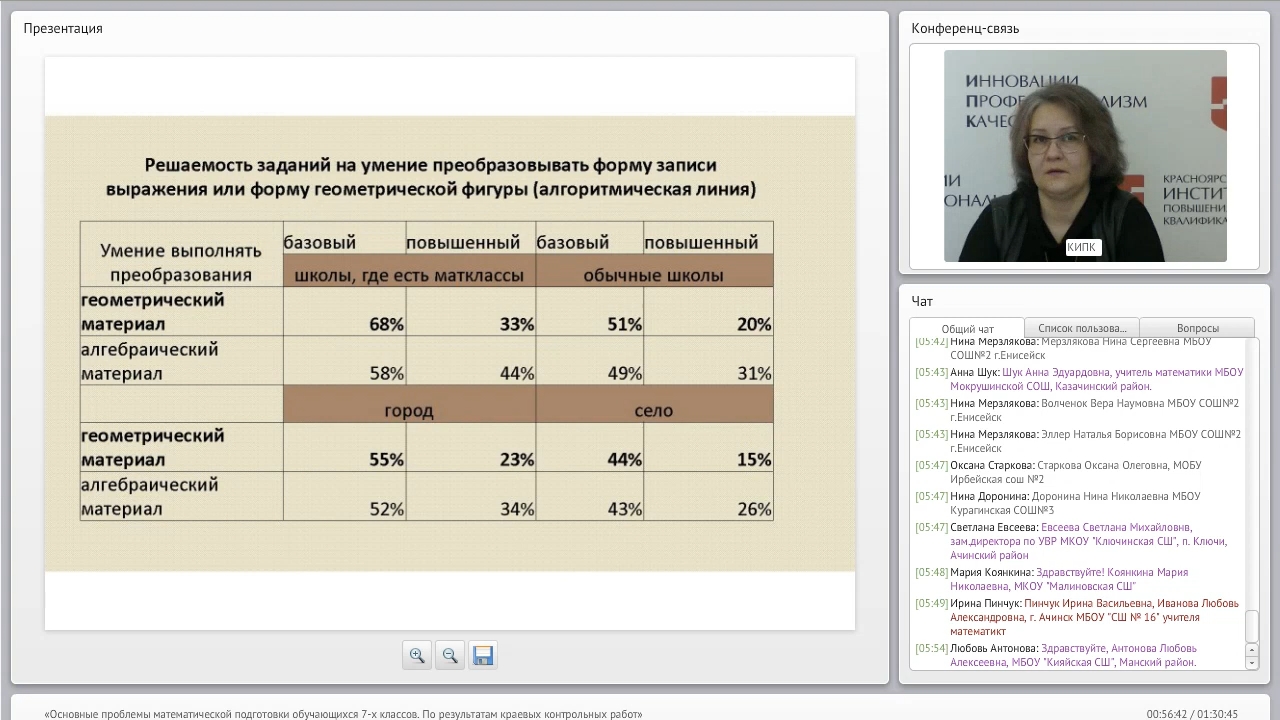 Презентация
Решаемость заданий на умение преобразовывать форму записи
выражения или форму геометрической фигуры (алгоритмическая линия)
Умение выполнять преобразования базовый повышенный базовый повышенный
школы, где есть матклассы обычные школы
геометрический
материал 68% 33% 51% 20%
алгебраический
материал 58% 44% 49% 31%
город село
геометрический
материал 55% 23% 44% 15%
алгебраический
материал 52% 34% 43% 26%
Конференц-связь
ИННОВАЦИИ
КРАСНОЯРС
ИНСТИТ
ПОВЫШЕНИ
КВАЛИФИКА
КИПК
Чат
Общий чат Список пользова... Вопросы
[05:42] Нина Мерзлякова: Мерзлякова Нина Сергеевна МБОУ
СОШ№2 г.Енисейск
[05:43] Анна Шук: Шук Анна Эдуардовна, учитель математики МБОУ
Мокрушинской СОШ, Казачинский район.
[05:43] Нина Мерзлякова: Волченок Вера Наумовна МБОУ СОШ№2
г.Енисейск
[05:43] Нина Мерзлякова: Эллер Наталья Борисовна МБОУ СОШ№2
г.Енисейск
[05:47] Оксана Старкова: Старкова Оксана Олеговна, МОБУ
Ирбейская сош №2
[05:47] Нина Доронина: Доронина Нина Николаевна МБОУ
Курагинская СОШ№3
[05:47] Светлана Евсеева: Евсеева Светлана Михайловнв,
зам.директора по УВР МКОУ "Ключинская СШ", п. Ключи,
Ачинский район
[05:48] Мария Коянкина: Здравствуйте! Коянкина Мария
Николаевна, МКОУ "Малиновская СШ"
[05:49] Ирина Пинчук: Пинчук Ирина Васильевна, Иванова Любовь
Александровна, г. Ачинск МБОУ "СШ № 16" учителя
математикт
[05:54] Любовь Антонова: Здравствуйте, Антонова Любовь
Алексеевна, МБОУ "Кияйская СШ", Манский район.
«Основные проблемы математической подготовки обучающихся 7-х классов. По результатам краевых контрольных работ» 00:56:42 / 01:30:45